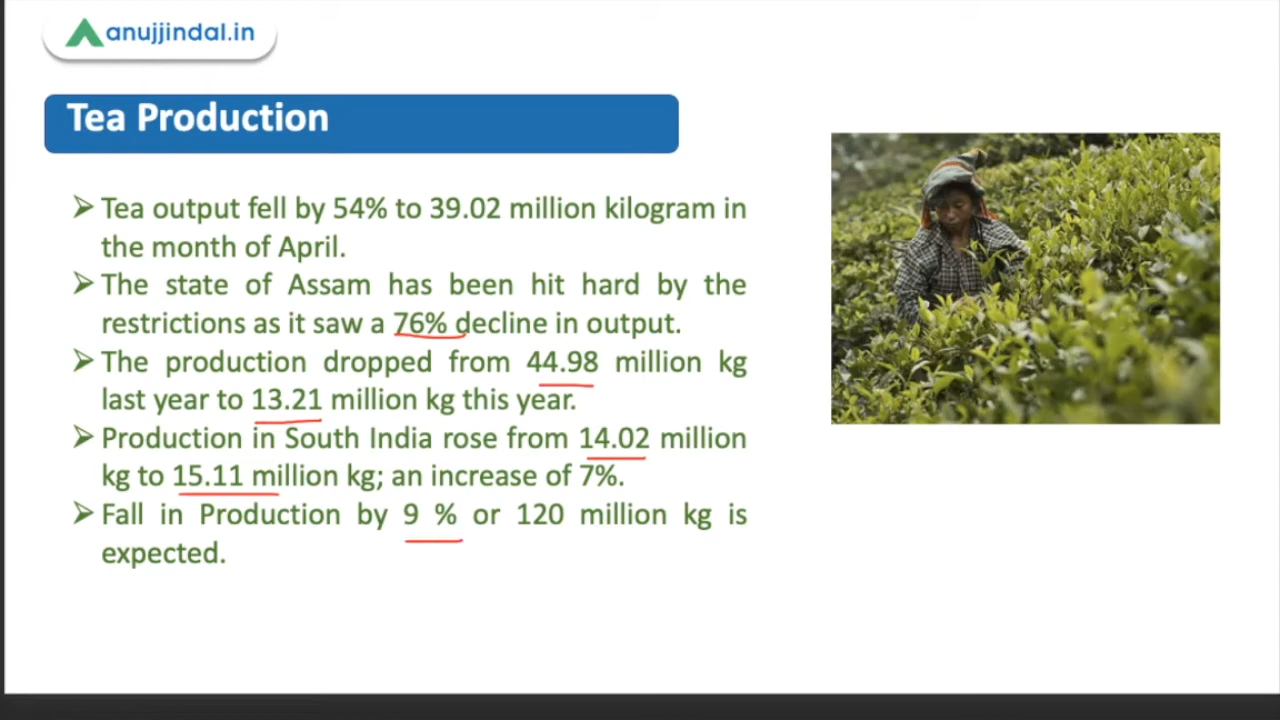 anujjindal.in
Tea Production
➢ Tea output fell by 54% to 39.02 million kilogram in
the month of April.
➢ The state of Assam has been hit hard by the
restrictions as it saw a 76% decline in output.
➢ The production dropped from 44.98 million kg
last year to 13.21 million kg this year.
➢ Production in South India rose from 14.02 million
kg to 15.11 million kg; an increase of 7%.
➢ Fall in Production by 9 % or 120 million kg is
expected.